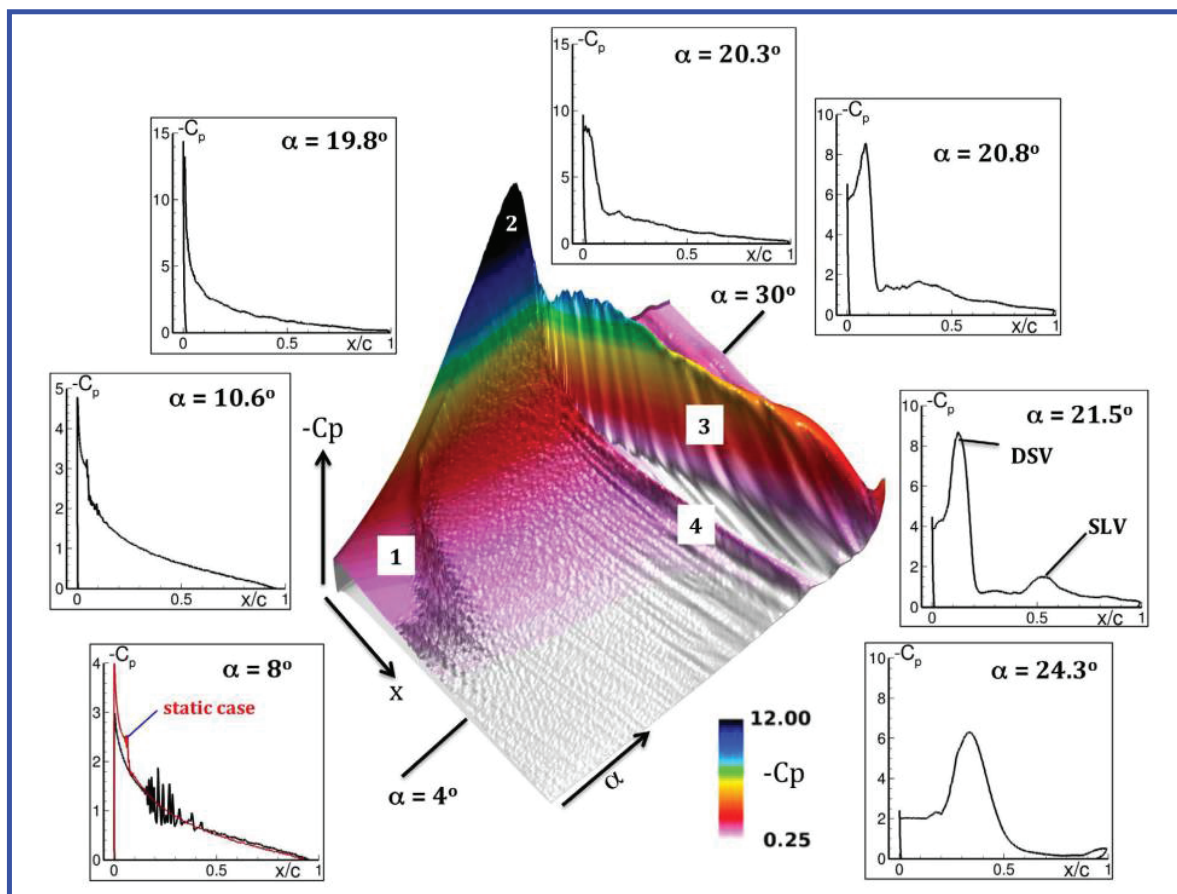 -Cp
α = 20.3°
15
10
5
0
0
0.5
x/c
1
-Cp
α = 19.8°
15
10
5
0
0
0.5
x/c
1
-Cp
α = 20.8°
10
8
6
4
2
0
0
0.5
x/c
1
2
α = 30°
-Cp
α = 10.6°
5
4
3
2
1
0
0
0.5
x/c
1
-Cp
3
1
4
x
α = 4°
α
-Cp
α = 21.5°
10
8
6
4
2
0
DSV
SLV
0
0.5
x/c
1
-Cp
α = 8°
4
3
2
1
0
static case
0
0.5
x/c
1
12.00
-Cp
0.25
-Cp
α = 24.3°
10
8
6
4
2
0
0
0.5
x/c
1